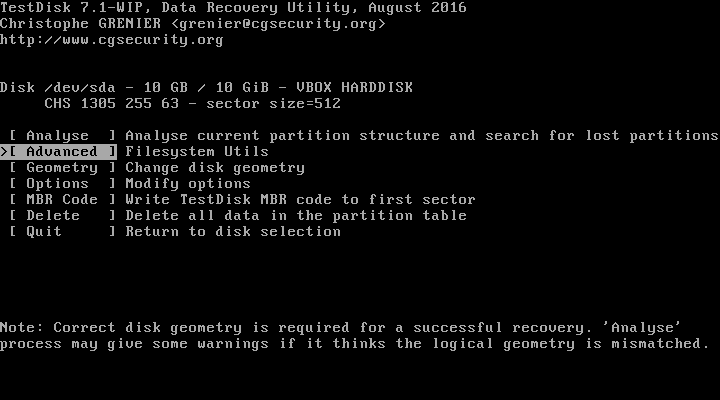 TestDisk 7.1-WIP, Data Recovery Utility, August 2016
Christophe GRENIER <grenier@cgsecurity.org>
http://www.cgsecurity.org
Disk /dev/sda - 10 GB / 10 GiB - VBOX HARDDISK
     CHS 1305 255 63 - sector size=512
 [ Analyse  ] Analyse current partition structure and search for lost partitions
>[ Advanced ] Filesystem Utils
 [ Geometry ] Change disk geometry
 [ Options  ] Modify options
 [ MBR Code ] Write TestDisk MBR code to first sector
 [ Delete   ] Delete all data in the partition table
 [ Quit     ] Return to disk selection
Note: Correct disk geometry is required for a successful recovery. 'Analyse'
process may give some warnings if it thinks the logical geometry is mismatched.